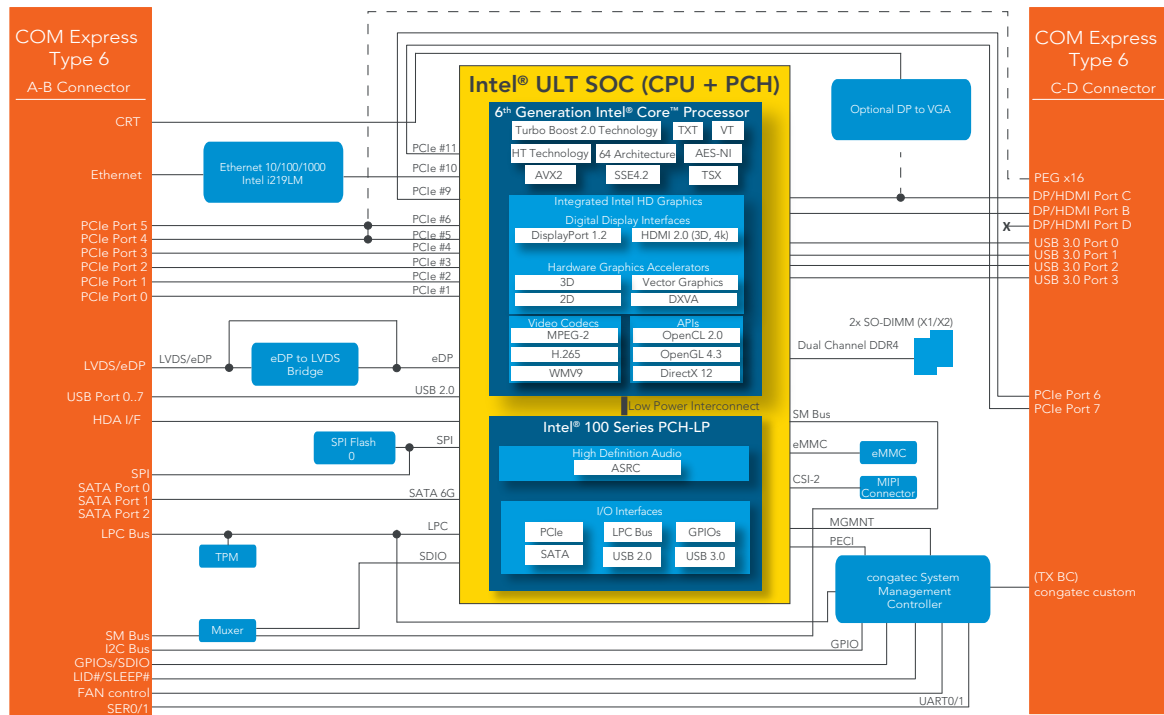 COM Express
Type 6
A-B Connector
CRT
Ethernet
PCIe Port 5
PCIe Port 4
PCIe Port 3
PCIe Port 2
PCIe Port 1
PCIe Port 0
LVDS/eDP
USB Port 0..7
HDA I/F
SPI
SATA Port 0
SATA Port 1
SATA Port 2
LPC Bus
SM Bus
I2C Bus
GPIOs/SDIO
LID#/SLEEP#
FAN control
SER0/1
Ethernet 10/100/1000
Intel i219LM
LVDS/eDP
eDP to LVDS
Bridge
SPI Flash
0
TPM
Muxer
PCIe #11
PCIe #10
PCIe #9
PCIe #6
PCIe #5
PCIe #4
PCIe #3
PCIe #2
PCIe #1
eDP
USB 2.0
SPI
SATA 6G
LPC
SDIO
Intel® ULT SOC (CPU + PCH)
6th Generation Intel® Core™ Processor
Turbo Boost 2.0 Technology
TXT
VT
HT Technology
64 Architecture
AES-NI
AVX2
SSE4.2
TSX
Integrated Intel HD Graphics
Digital Display Interfaces
DisplayPort 1.2
HDMI 2.0 (3D, 4k)
Hardware Graphics Accelerators
3D
Vector Graphics
2D
DXVA
Video Codecs
MPEG-2
H.265
WMV9
APIs
OpenCL 2.0
OpenGL 4.3
DirectX 12
Low Power Interconnect
Intel® 100 Series PCH-LP
High Definition Audio
ASRC
I/O Interfaces
PCIe
LPC Bus
GPIOs
SATA
USB 2.0
USB 3.0
Optional DP to VGA
2x SO-DIMM (X1/X2)
Dual Channel DDR4
SM Bus
eMMC
eMMC
CSI-2
MIPI
Connector
MGMNT
PECI
congatec System
Management
Controller
GPIO
UART0/1
COM Express
Type 6
C-D Connector
PEG x16
DP/HDMI Port C
DP/HDMI Port B
X
DP/HDMI Port D
USB 3.0 Port 0
USB 3.0 Port 1
USB 3.0 Port 2
USB 3.0 Port 3
PCIe Port 6
PCIe Port 7
(TX BC)
congatec custom